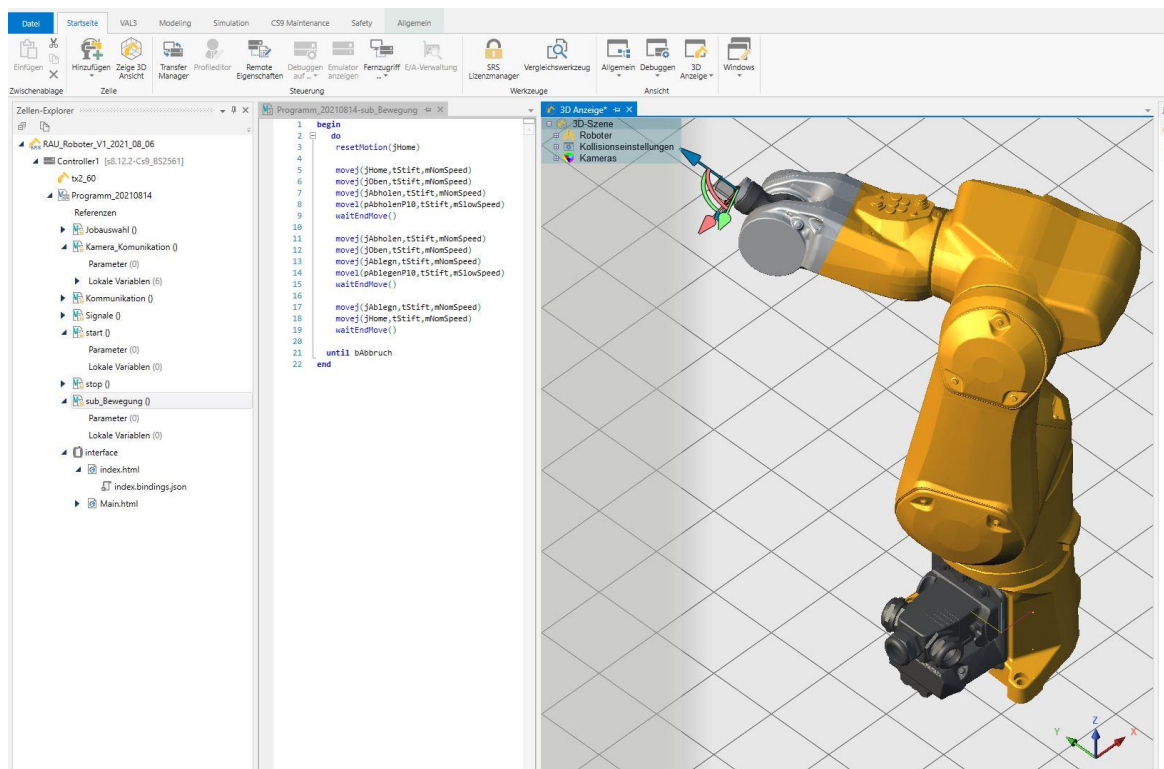 Datei Startseite VAL3 Modeling Simulation CS9 Maintenance Safety Allgemein
Einfügen Hinzufügen Zeige 3D Ansicht Transfer Manager Profileditor Remote Eigenschaften Debuggen auf ... Emulator anzeigen Fernzugriff ... E/A-Verwaltung SRS Lizenzmanager Vergleichswerkzeug Allgemein Debuggen 3D Anzeige Windows
Zwischenablage Zelle Steuerung Werkzeuge Ansicht
Zellen-Explorer
RAU_Roboter_V1_2021_08_06
Controller1 [s8.12.2-Cs9_BS2561]
tx2_60
Programm_20210814
Referenzen
Jobauswahl ()
Kamera_Komunikation ()
Parameter (0)
Lokale Variablen (6)
Kommunikation ()
Signale ()
start ()
Parameter (0)
Lokale Variablen (0)
stop ()
sub_Bewegung ()
Parameter (0)
Lokale Variablen (0)
interface
index.html
index.bindings.json
Main.html
Programm_20210814-sub_Bewegung
1 begin
2 do
3 resetMotion(jHome)
4
5 movej(jHome,tStift,mNomSpeed)
6 movej(jOben,tStift,mNomSpeed)
7 movej(jAbholen,tStift,mNomSpeed)
8 movel(pAbholenP10,tStift,mSlowSpeed)
9 waitEndMove()
10
11 movej(jAbholen,tStift,mNomSpeed)
12 movej(jOben,tStift,mNomSpeed)
13 movej(jAblegn,tStift,mNomSpeed)
14 movel(pAblegenP10,tStift,mSlowSpeed)
15 waitEndMove()
16
17 movej(jAblegn,tStift,mNomSpeed)
18 movej(jHome,tStift,mNomSpeed)
19 waitEndMove()
20
21 until bAbbruch
22 end
3D Anzeige*
3D-Szene
Roboter
Kollisionseinstellungen
Kameras
Z
Y X